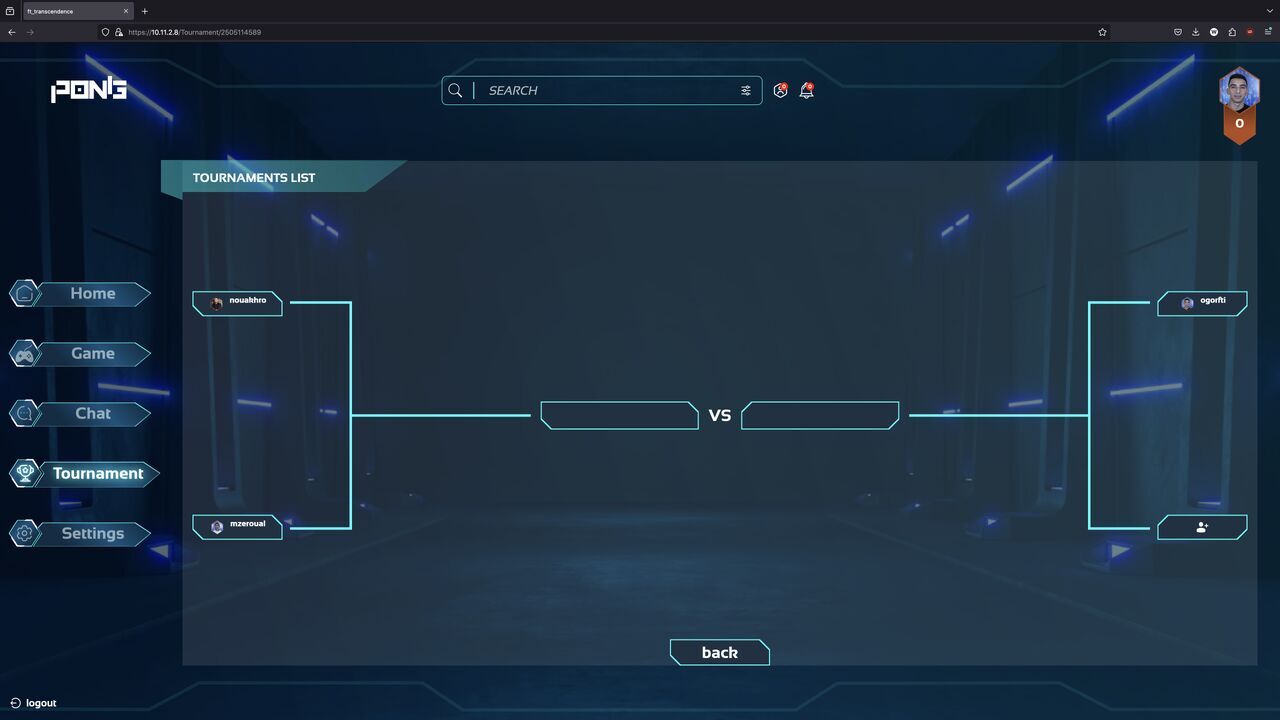 ft_transcendence
https://10.11.2.8/Tournament/2505114589
PONG
SEARCH
0
TOURNAMENTS LIST
Home
nouakhro
ogorfti
Game
Chat
VS
Tournament
mzeroual
Settings
back
logout